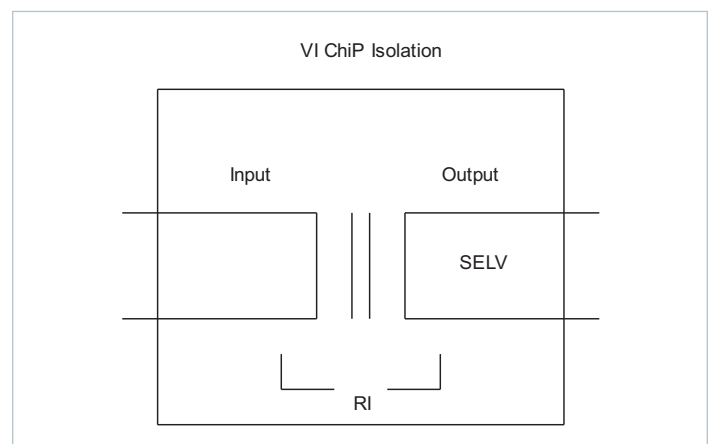 VI ChiP Isolation
Input
Output
SELV
RI